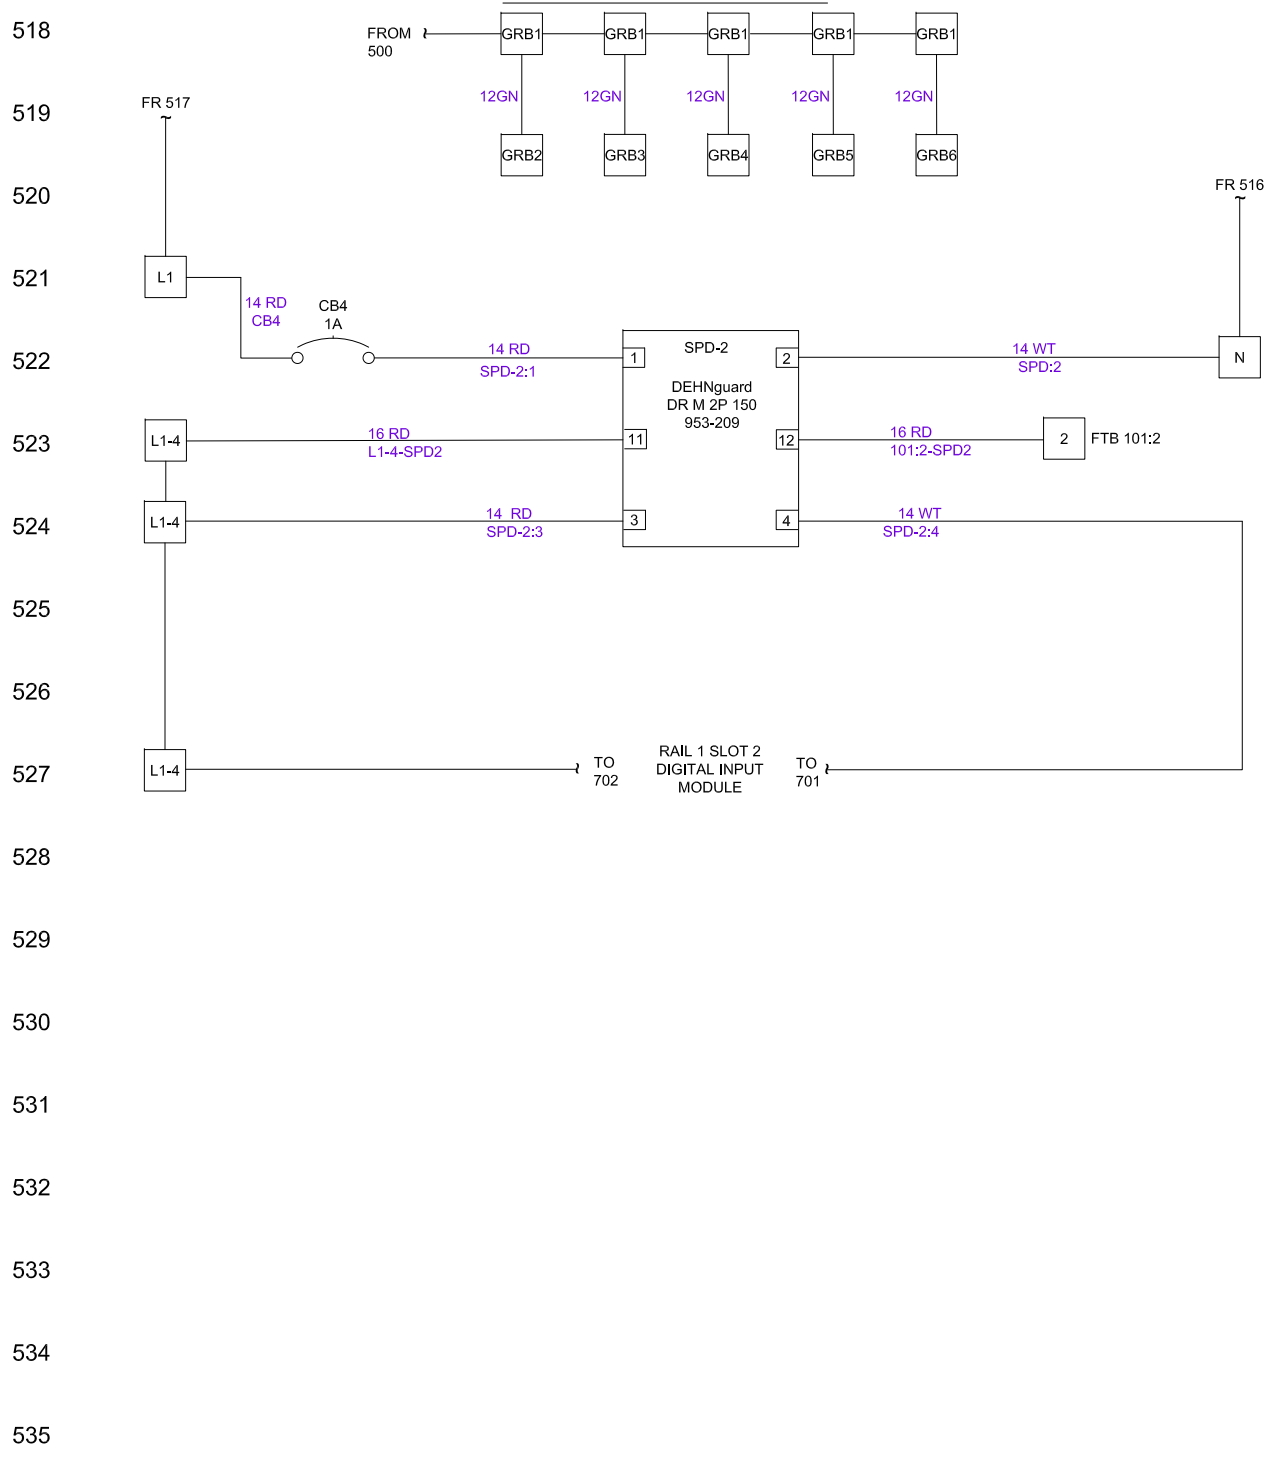 518
FROM
500
GRB1 GRB1 GRB1 GRB1 GRB1
12GN 12GN 12GN 12GN 12GN
519
FR 517
GRB2 GRB3 GRB4 GRB5 GRB6
520
FR 516
521
L1
14 RD
CB4
CB4
1A
522
14 RD
SPD-2:1
1
SPD-2
2
14 WT
SPD:2
N
DEHNguard
DR M 2P 150
953-209
523
L1-4
16 RD
L1-4-SPD2
11
12
16 RD
101:2-SPD2
2
FTB 101:2
524
L1-4
14 RD
SPD-2:3
3
4
14 WT
SPD-2:4
525
526
527
L1-4
TO
702
RAIL 1 SLOT 2
DIGITAL INPUT
MODULE
TO
701
528
529
530
531
532
533
534
535